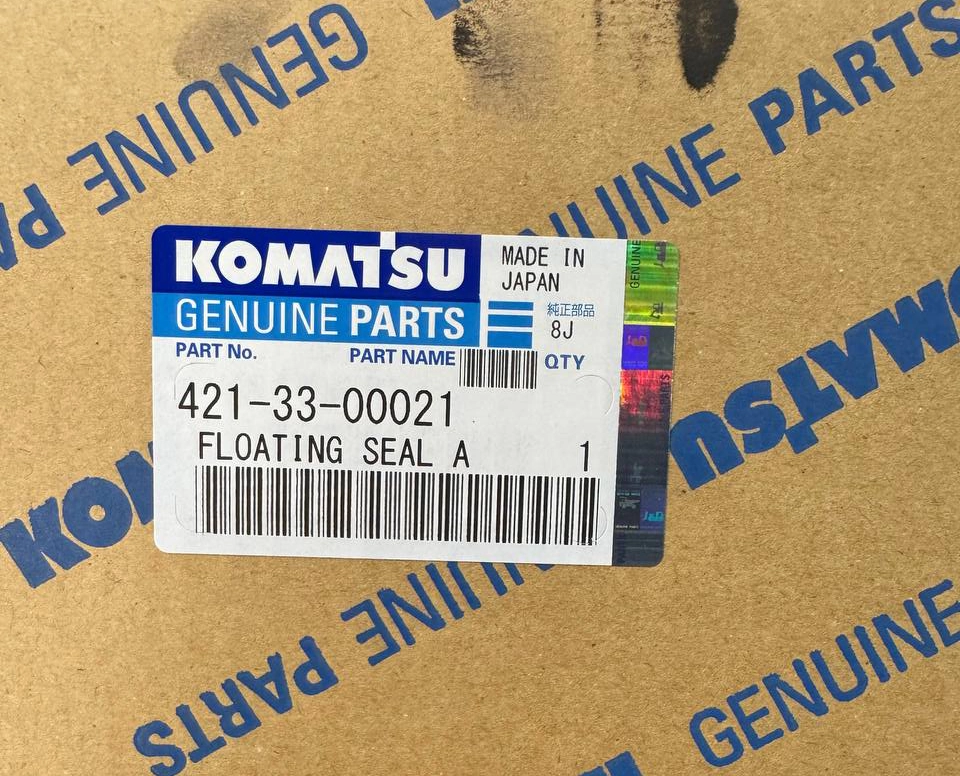 GENUINE
PARTS
GENUINE
KOMATSU
GENUINE PARTS
MADE IN
JAPAN
純正部品
8J
PART No.
PART NAME
QTY
421-33-00021
FLOATING SEAL A
1
GENUINE
KOMATSU
PARTS
GENUINE